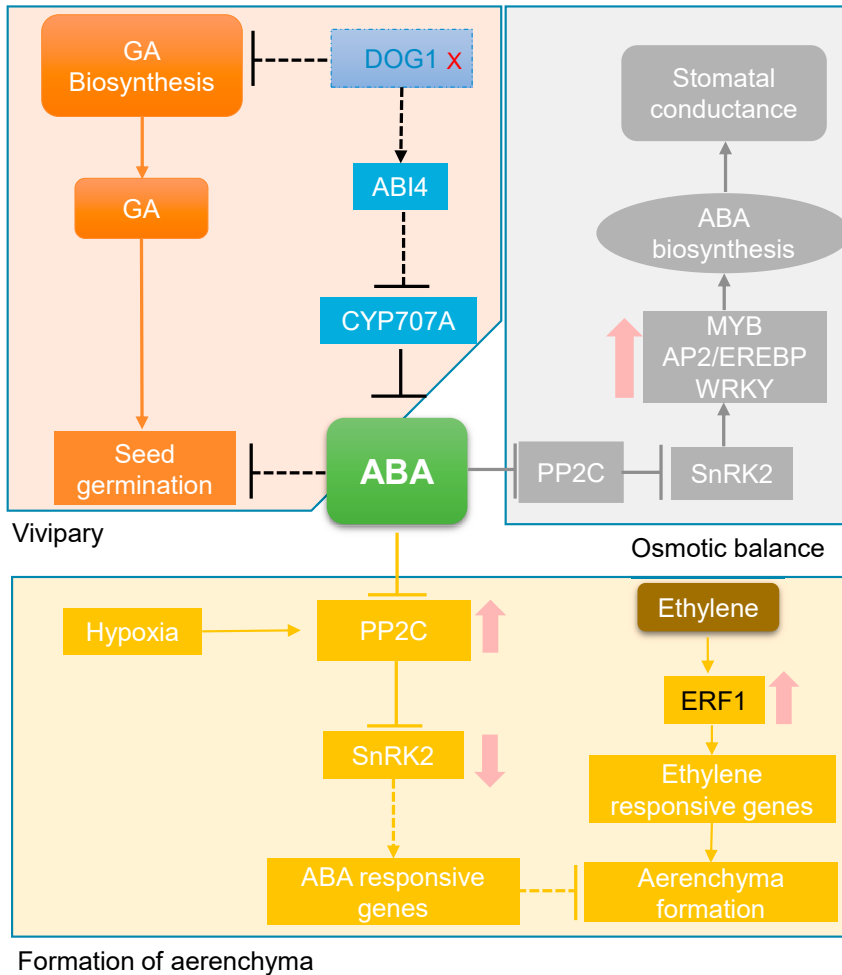 GA
Biosynthesis
DOG1 X
ABI4
GA
CYP707A
Seed
germination
ABA
Vivipary
Stomatal
conductance
ABA
biosynthesis
MYB
AP2/EREBP
WRKY
PP2C
SnRK2
Osmotic balance
Hypoxia
PP2C
SnRK2
ABA responsive
genes
Ethylene
ERF1
Ethylene
responsive genes
Aerenchyma
formation
Formation of aerenchyma